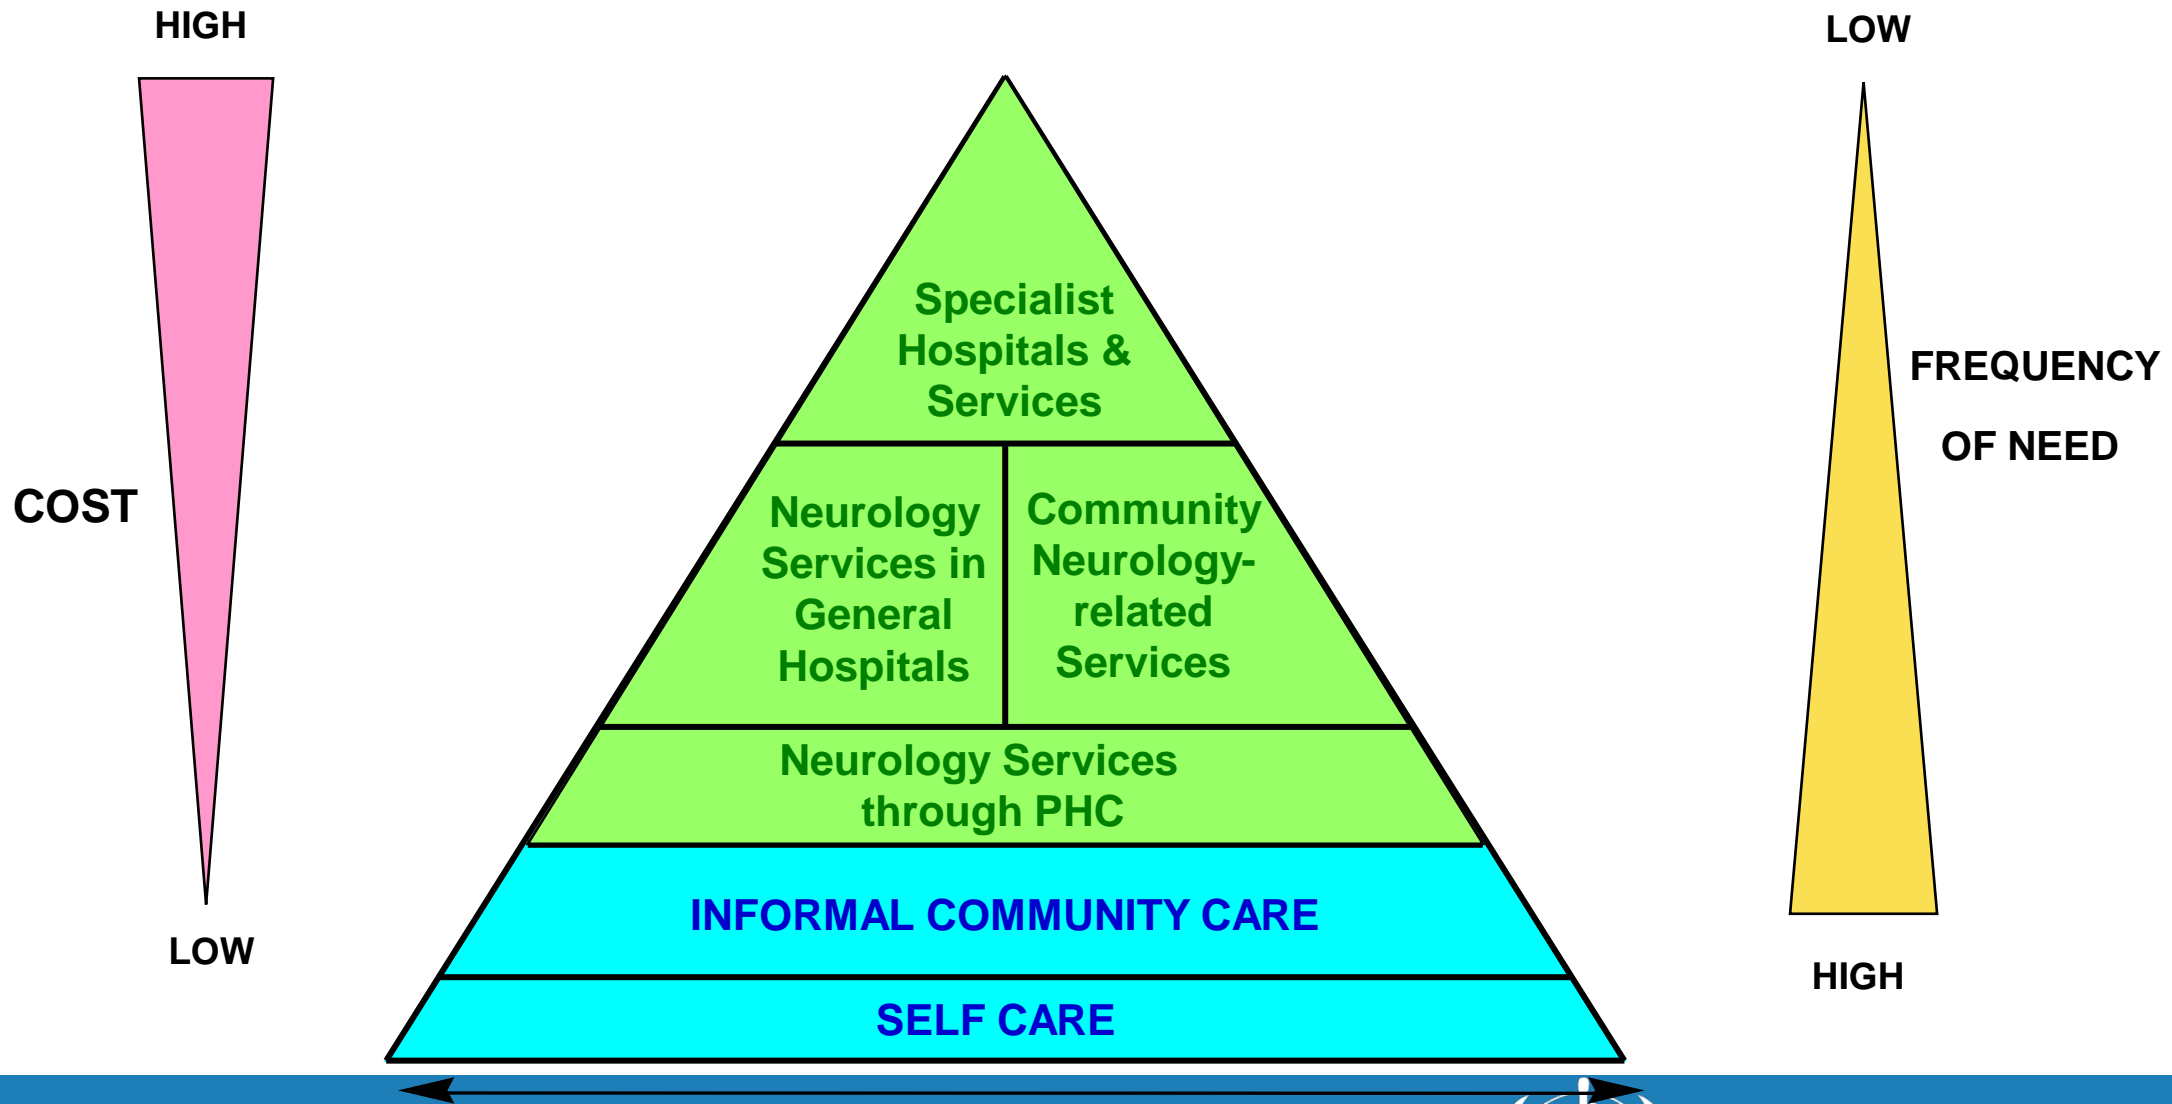 HIGH
LOW
Specialist
Hospitals &
Services
FREQUENCY
OF NEED
COST
Neurology
Services in
General
Hospitals
Community
Neurology-
related
Services
Neurology Services
through PHC
INFORMAL COMMUNITY CARE
LOW
HIGH
SELF CARE